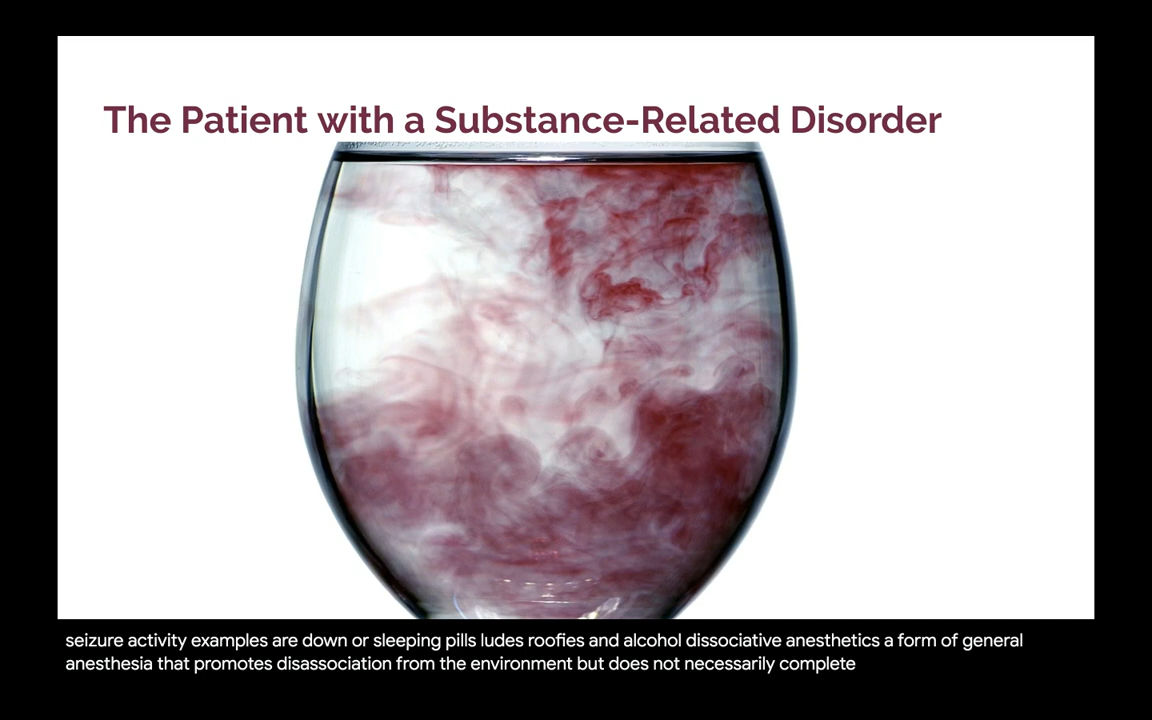 The Patient with a Substance-Related Disorder
seizure activity examples are down or sleeping pills ludes roofies and alcohol dissociative anesthetics a form of general
anesthesia that promotes disassociation from the environment but does not necessarily complete